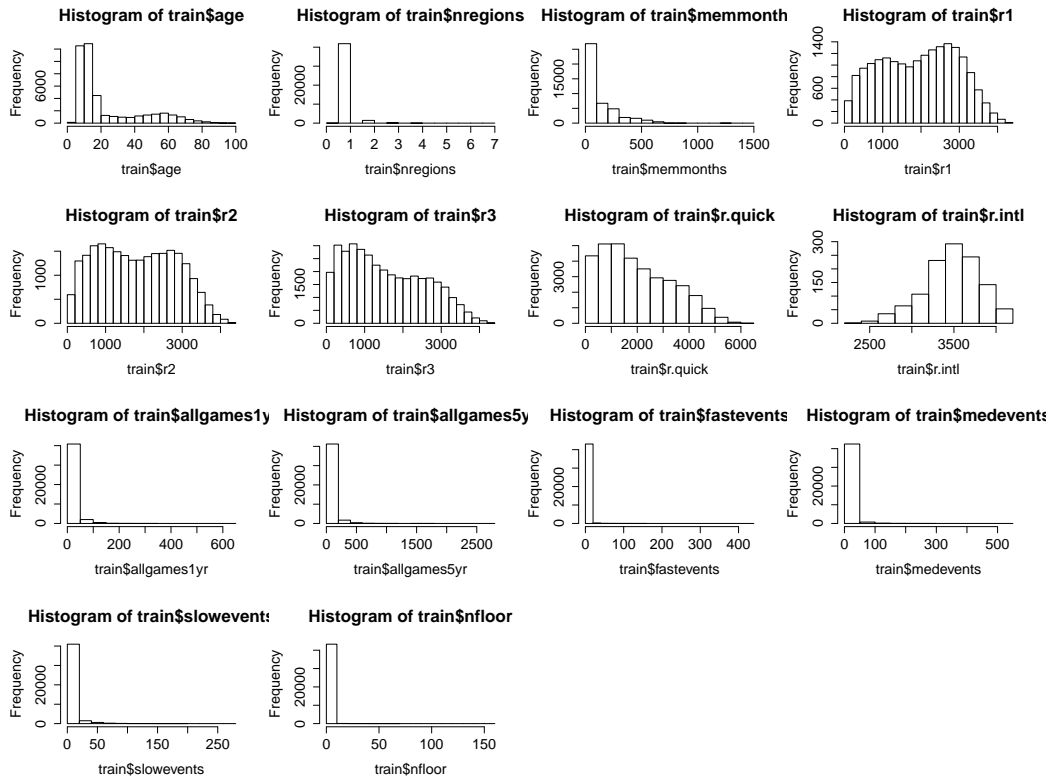 Histogram of train$age
Frequency
0 6000
0 20 40 60 80 100
train$age
Histogram of train$nregions
Frequency
0 20000
0 1 2 3 4 5 6 7
train$nregions
Histogram of train$memmonth
Frequency
0 15000
0 500 1000 1500
train$memmonths
Histogram of train$r1
Frequency
0 600 1400
1000 3000
train$r1
Histogram of train$r2
Frequency
0 1000
0 1000 3000
train$r2
Histogram of train$r3
Frequency
0 1500
0 1000 3000
train$r3
Histogram of train$r.quick
Frequency
0 3000
0 2000 4000 6000
train$r.quick
Histogram of train$r.intl
Frequency
0 150 300
2500 3500
train$r.intl
Histogram of train$allgames1y
Frequency
0 20000
0 200 400 600
train$allgames1yr
Histogram of train$allgames5y
Frequency
0 20000
0 500 1500 2500
train$allgames5yr
Histogram of train$fastevents
Frequency
0 20000
0 100 200 300 400
train$fastevents
Histogram of train$medevents
Frequency
0 20000
0 100 300 500
train$medevents
Histogram of train$slowevents
Frequency
0 20000
0 50 150 250
train$slowevents
Histogram of train$nfloor
Frequency
0 20000
0 50 100 150
train$nfloor